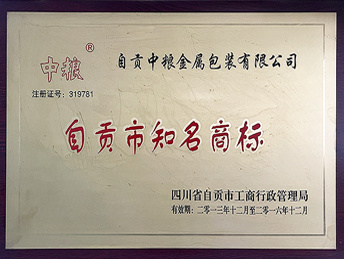 中粮®
自贡中粮金属包装有限公司
注册证号：319781
自贡市知名商标
四川省自贡市工商行政管理局
有效期：二零一三年十二月至二零一六年十二月